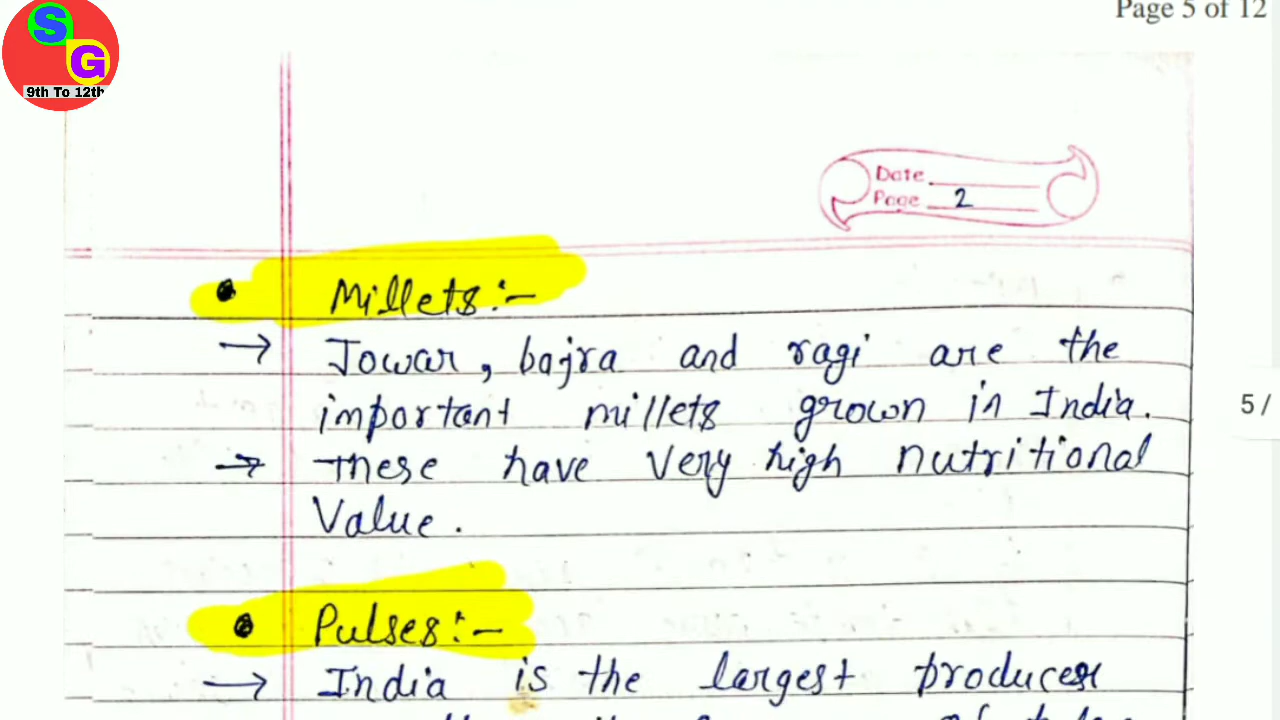 Page 5 of 12
SG
9th To 12th
Date
Page 2
• Millets:-
→ Jowar, bajra and ragi are the
important millets grown in India.
5 /
→ These have very high nutritional
Value.
• Pulses:-
→ India is the largest producer